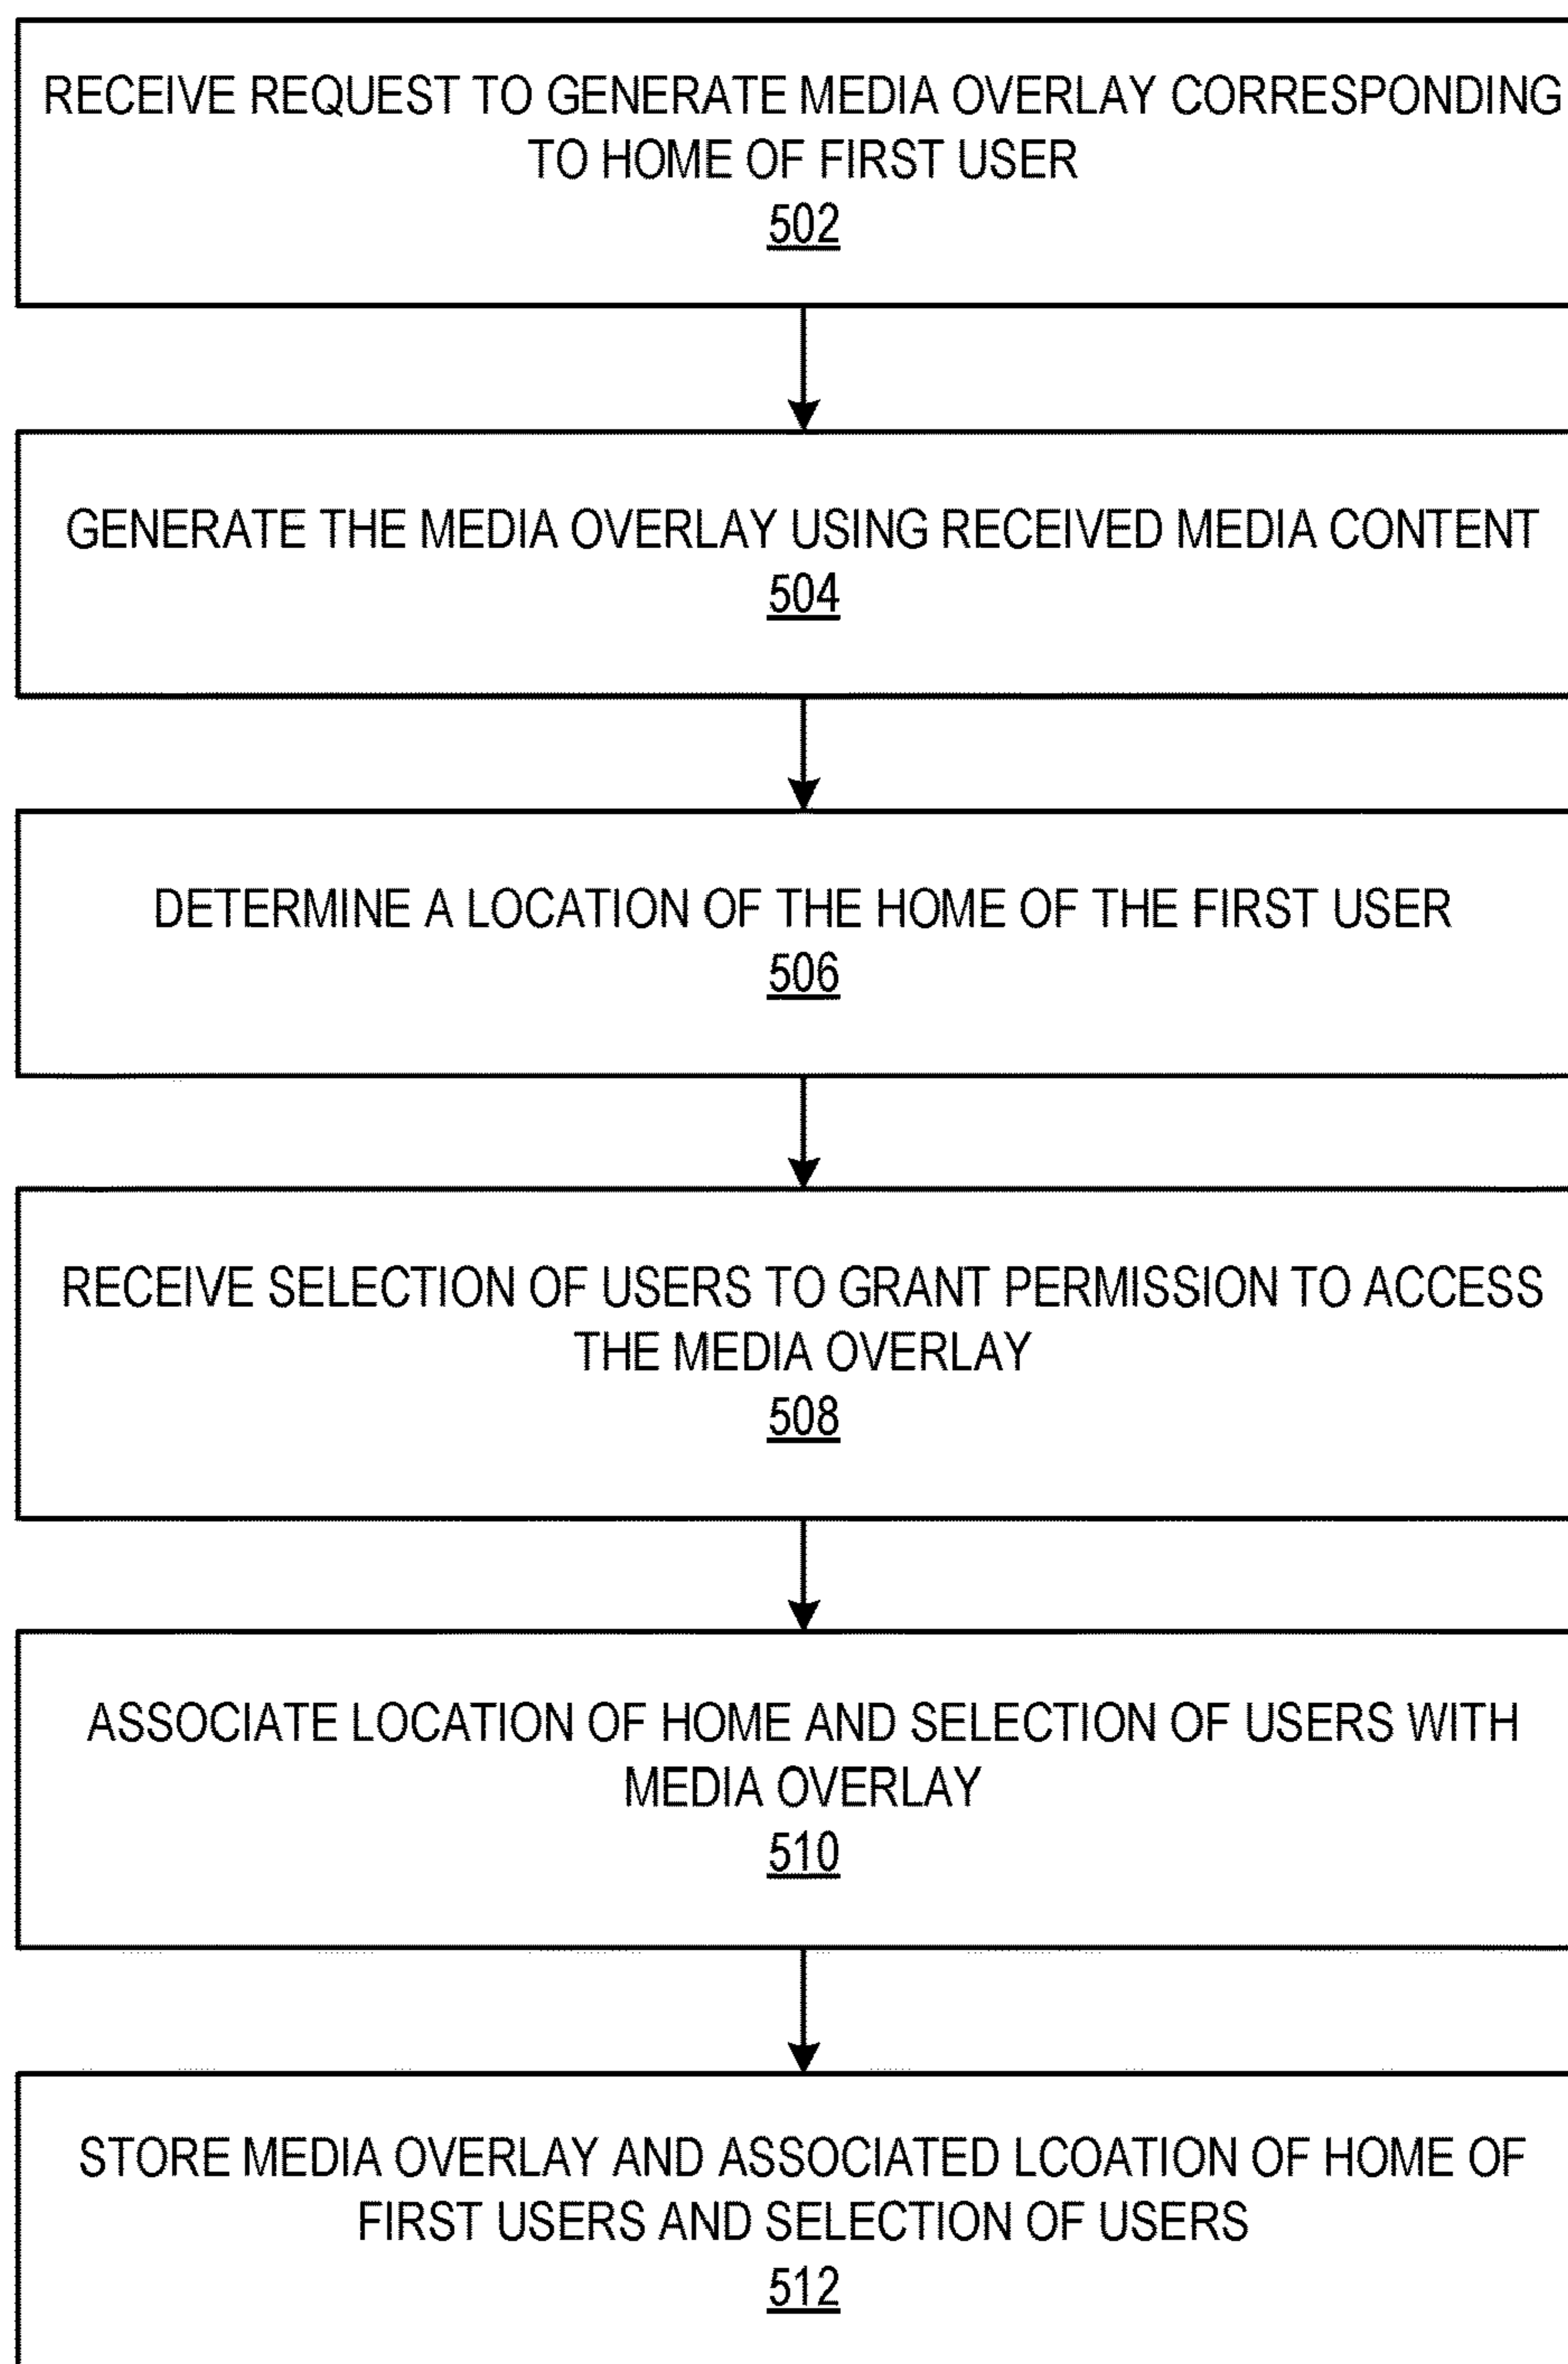 RECEIVE REQUEST TO GENERATE MEDIA OVERLAY CORRESPONDING
TO HOME OF FIRST USER
502
GENERATE THE MEDIA OVERLAY USING RECEIVED MEDIA CONTENT
504
DETERMINE A LOCATION OF THE HOME OF THE FIRST USER
506
RECEIVE SELECTION OF USERS TO GRANT PERMISSION TO ACCESS
THE MEDIA OVERLAY
508
ASSOCIATE LOCATION OF HOME AND SELECTION OF USERS WITH
MEDIA OVERLAY
510
STORE MEDIA OVERLAY AND ASSOCIATED LCOATION OF HOME OF
FIRST USERS AND SELECTION OF USERS
512